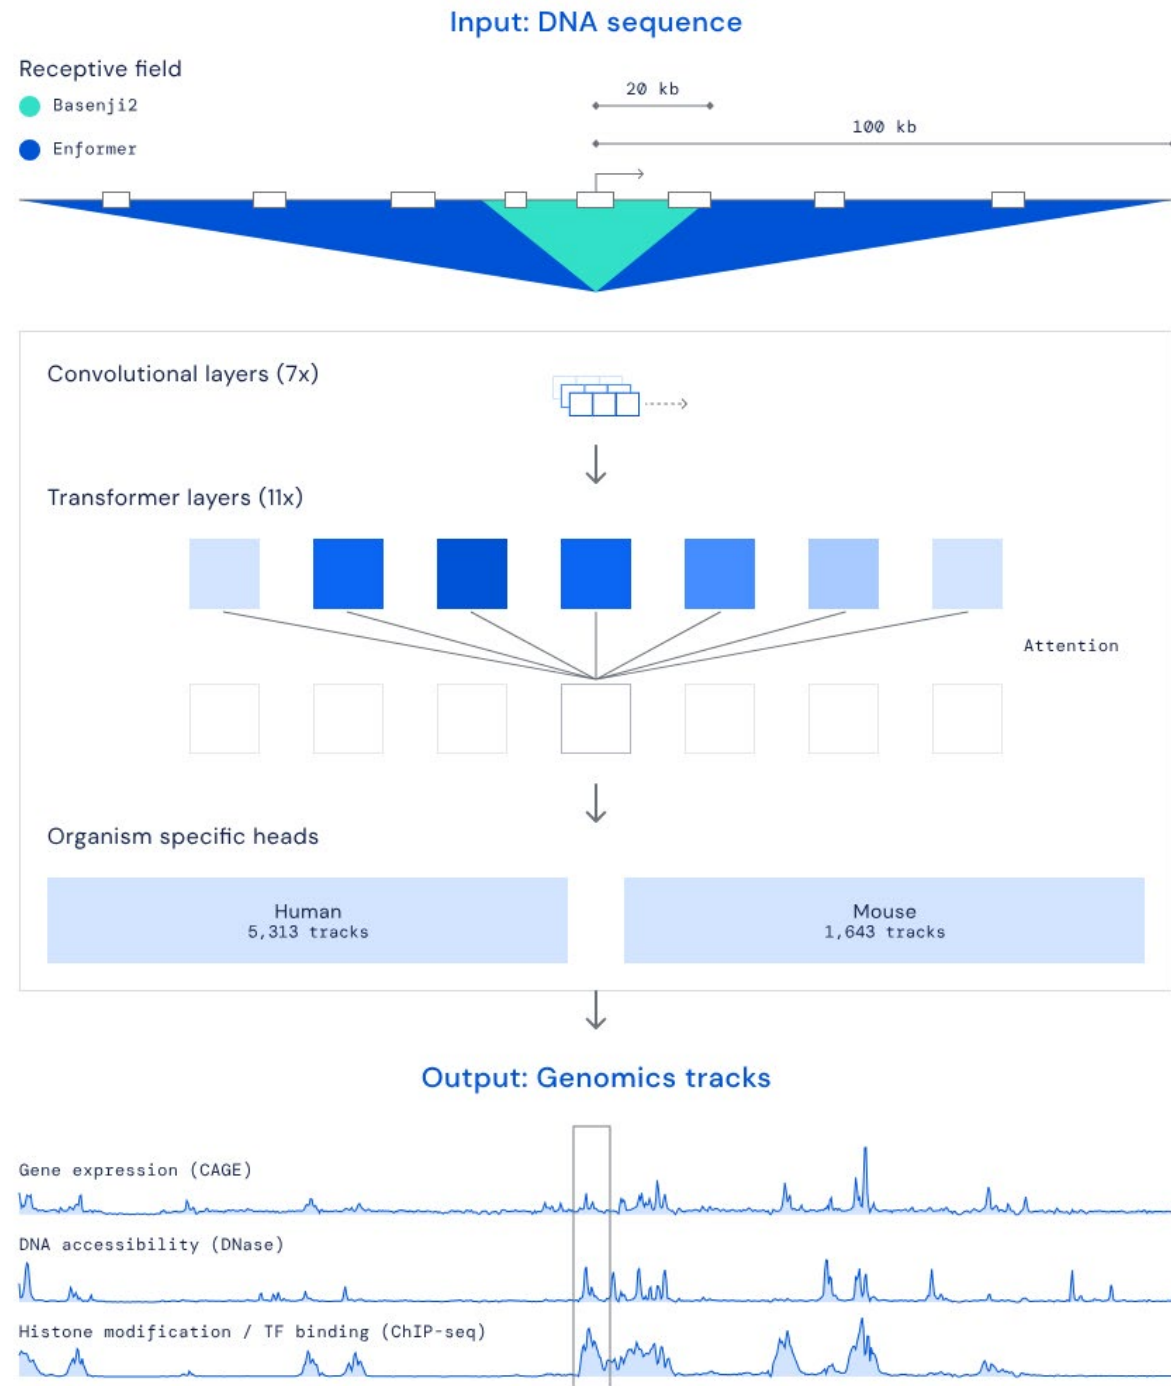 Input: DNA sequence
Receptive field
Basenji2
Enformer
20 kb
100 kb
Convolutional layers (7x)
Transformer layers (11x)
Attention
Organism specific heads
Human
5,313 tracks
Mouse
1,643 tracks
Output: Genomics tracks
Gene expression (CAGE)
DNA accessibility (DNase)
Histone modification / TF binding (ChIP-seq)